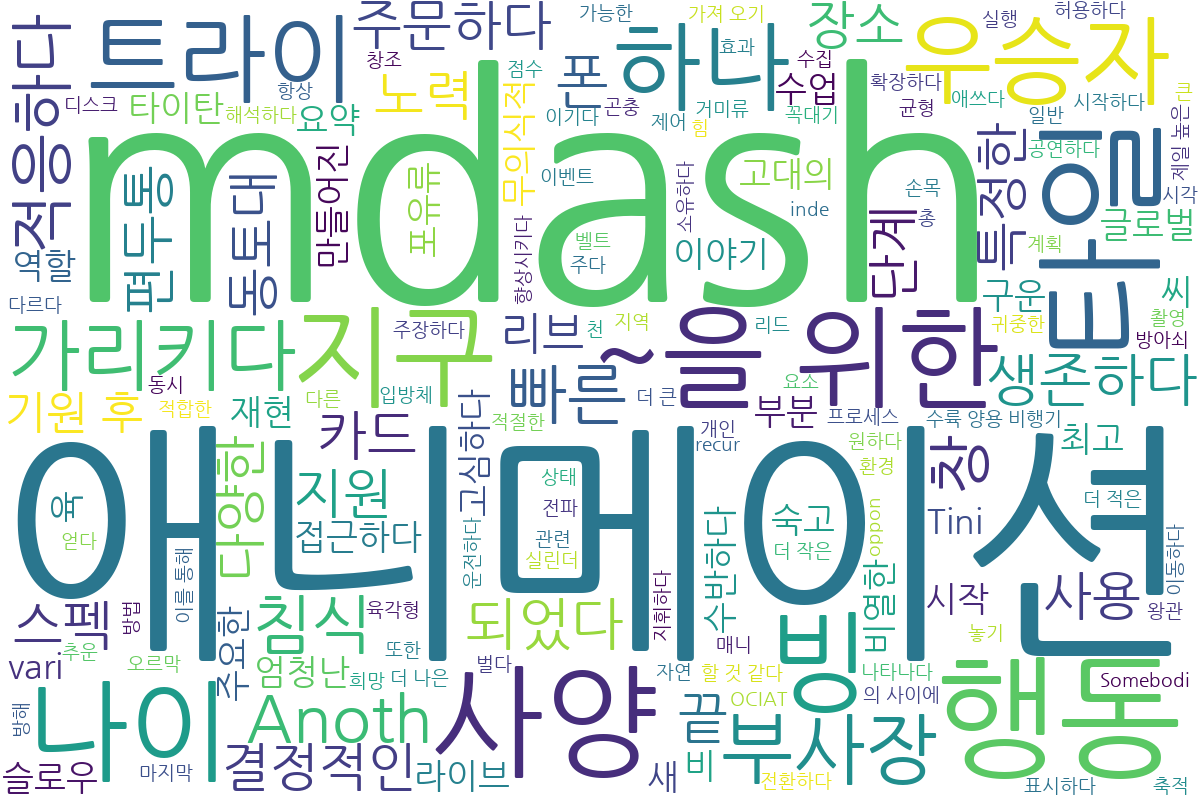 적응하다
트라이
주문하다
가능한
가져 오기
장소
실행
허용하다
우승자
창조
점수
폰
하나
효과
수집
수업
확장하다
디스크
항상
타이탄
해석하다
요약
노력
이기다
곤충
제어
거미류
힘
꼭대기
균형
애쓰다
시작하다
일반
큰
제일 높은
mdash
편두통
동토대
만들어진
포유류
무의식 적
이벤트
소유하다
고대의
손목
총
inde
벨트
주다
향상시키다
이야기
단계
특정한
공연하다
타일
시각
글로벌
계획
역할
다르다
가리키다
지구
주장하다
리브
천
지역
~을 위한
리드
구운
귀중한
씨
촬영
방아쇠
생존하다
동시
기원 후
적합한
재현
다른
입방체
카드
빠른
적절한
더 큰
요소
부분
개인
recur
프로세스
원하다
환경
수륙 양용 비행기
창
최고
애니메이션
육
얻다
다양한
지원
접근하다
고심하다
상태
전파
관련
실린더
운전하다
숙고
더 작은
oppon
더 적은
Tini
이동하다
이를 통해
방법
스펙
침식
육각형
되었다
지휘하다
수반하다
매니
빙
비열한
시작
사용
왕관
놓기
vari
추운
오르막
또한
주요한
엄청난
희망
더 나은
벌다
자연
할 것 같다
나타나다
의 사이에
OCIAT
Somebodi
방해
나이
Anoth
사양
끝
부사장
행동
슬로우
마지막
결정적인
라이브
새
비
전환하다
표시하다
축적